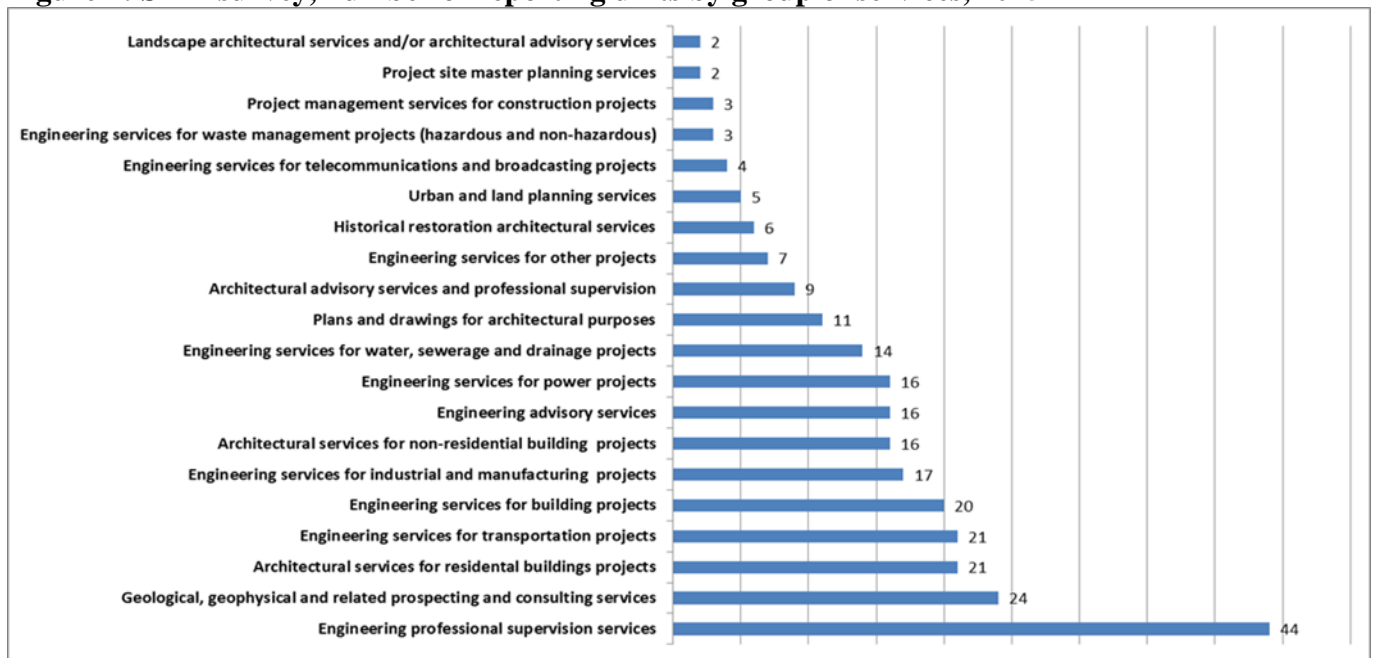 Landscape architectural services and/or architectural advisory services 2
Project site master planning services 2
Project management services for construction projects 3
Engineering services for waste management projects (hazardous and non-hazardous) 3
Engineering services for telecommunications and broadcasting projects 4
Urban and land planning services 5
Historical restoration architectural services 6
Engineering services for other projects 7
Architectural advisory services and professional supervision 9
Plans and drawings for architectural purposes 11
Engineering services for water, sewerage and drainage projects 14
Engineering services for power projects 16
Engineering advisory services 16
Architectural services for non-residential building projects 16
Engineering services for industrial and manufacturing projects 17
Engineering services for building projects 20
Engineering services for transportation projects 21
Architectural services for residental buildings projects 21
Geological, geophysical and related prospecting and consulting services 24
Engineering professional supervision services 44